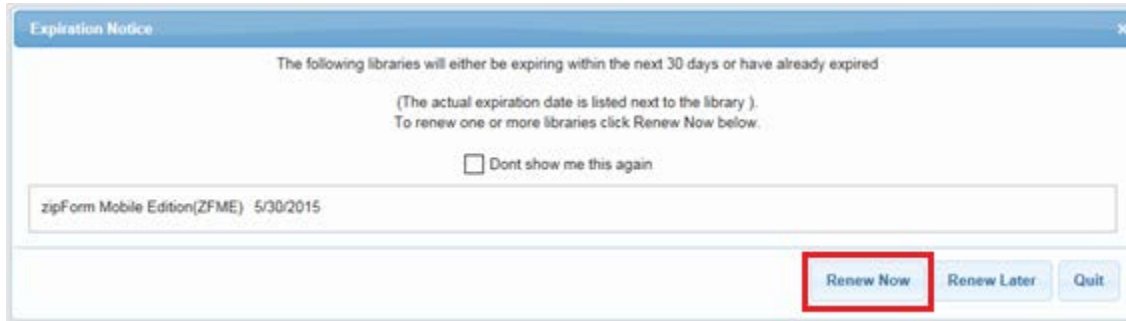 Expiration Notice
The following libraries will either be expiring within the next 30 days or have already expired
(The actual expiration date is listed next to the library ).
To renew one or more libraries click Renew Now below.
Dont show me this again
zipForm Mobile Edition(ZFME) 5/30/2015
Renew Now Renew Later Quit